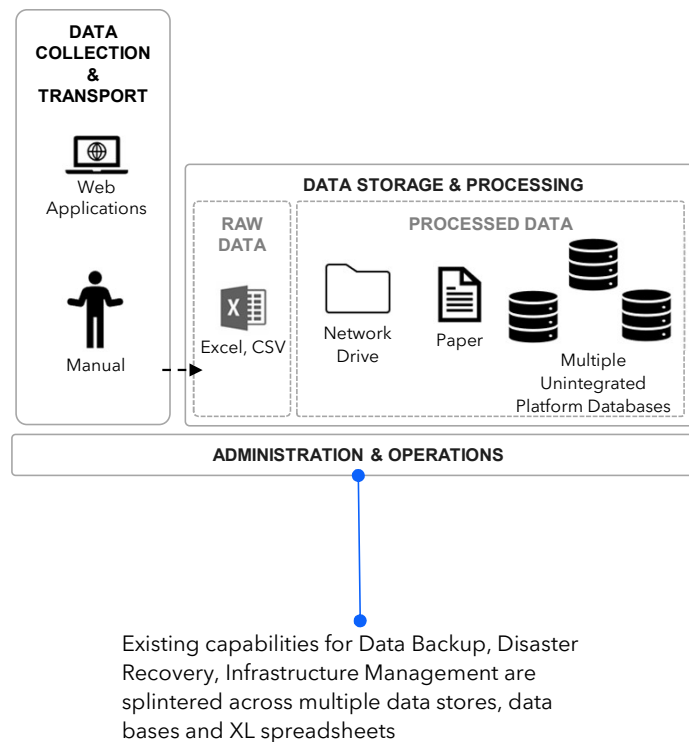 DATA
COLLECTION
&
TRANSPORT
Web
Applications
Manual
DATA STORAGE & PROCESSING
RAW
DATA
X
Excel, CSV
PROCESSED DATA
Network
Drive
Paper
Multiple
Unintegrated
Platform Databases
ADMINISTRATION & OPERATIONS
Existing capabilities for Data Backup, Disaster
Recovery, Infrastructure Management are
splintered across multiple data stores, data
bases and XL spreadsheets